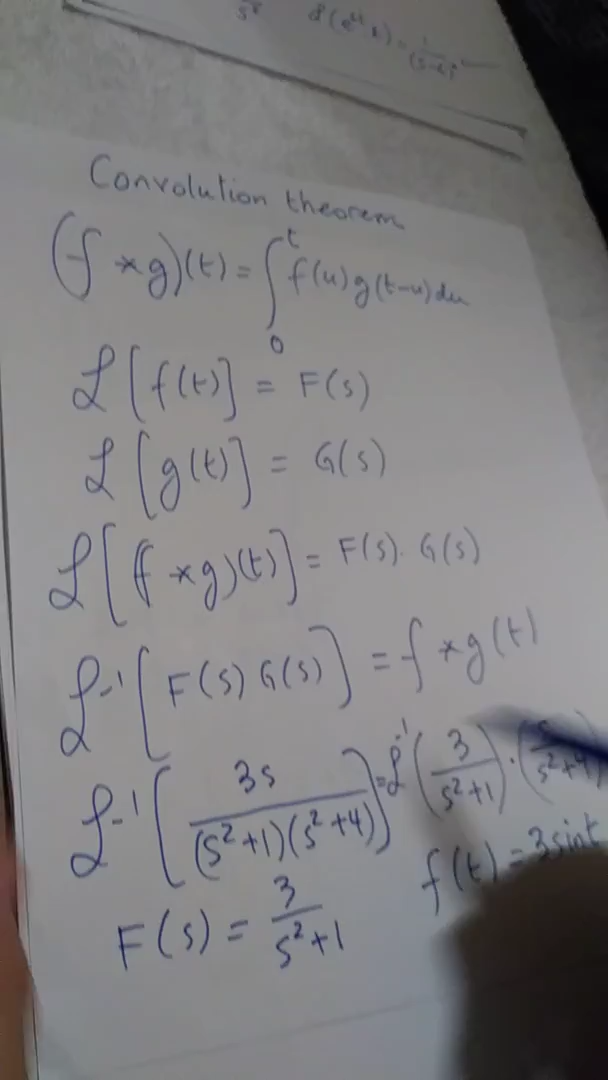 Convolution theorem
(f * g)(t) = ∫₀ᵗ f(u) g(t-u) du
ℒ[f(t)] = F(s)
ℒ[g(t)] = G(s)
ℒ[(f * g)(t)] = F(s). G(s)
ℒ⁻¹[F(s) G(s)] = f * g(t)
ℒ⁻¹[3s / (s²+1)(s²+4)] = ℒ⁻¹(3 / s²+1) . (s / s²+4
F(s) = 3 / s²+1
f(t) = 3 sint